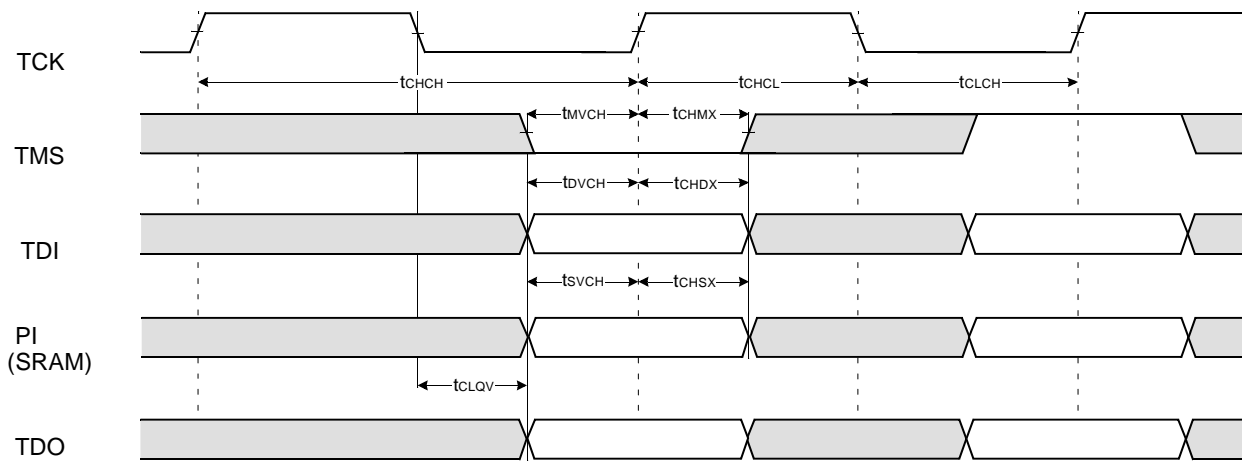 TCK
tCHCH tCHCL tCLCH
tMVCH tCHMX
TMS
tDVCH tCHDX
TDI
tSVCH tCHSX
PI
(SRAM)
tCLQV
TDO